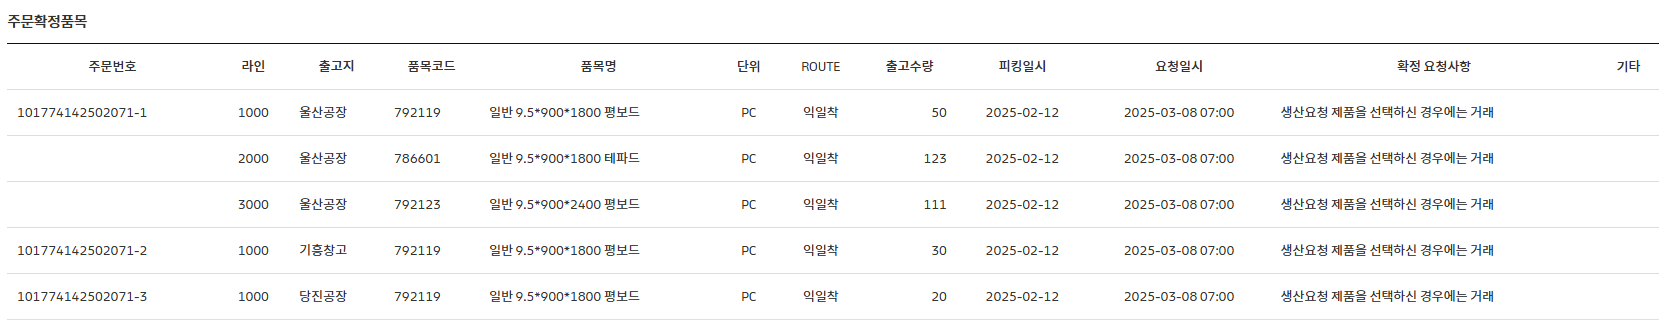 주문확정품목
주문번호 라인 출고지 품목코드 품목명 단위 ROUTE 출고수량 피킹일시 요청일시 확정 요청사항 기타
101774142502071-1 1000 울산공장 792119 일반 9.5*900*1800 평보드 PC 익일착 50 2025-02-12 2025-03-08 07:00 생산요청 제품을 선택하신 경우에는 거래
2000 울산공장 786601 일반 9.5*900*1800 테파드 PC 익일착 123 2025-02-12 2025-03-08 07:00 생산요청 제품을 선택하신 경우에는 거래
3000 울산공장 792123 일반 9.5*900*2400 평보드 PC 익일착 111 2025-02-12 2025-03-08 07:00 생산요청 제품을 선택하신 경우에는 거래
101774142502071-2 1000 기흥창고 792119 일반 9.5*900*1800 평보드 PC 익일착 30 2025-02-12 2025-03-08 07:00 생산요청 제품을 선택하신 경우에는 거래
101774142502071-3 1000 당진공장 792119 일반 9.5*900*1800 평보드 PC 익일착 20 2025-02-12 2025-03-08 07:00 생산요청 제품을 선택하신 경우에는 거래